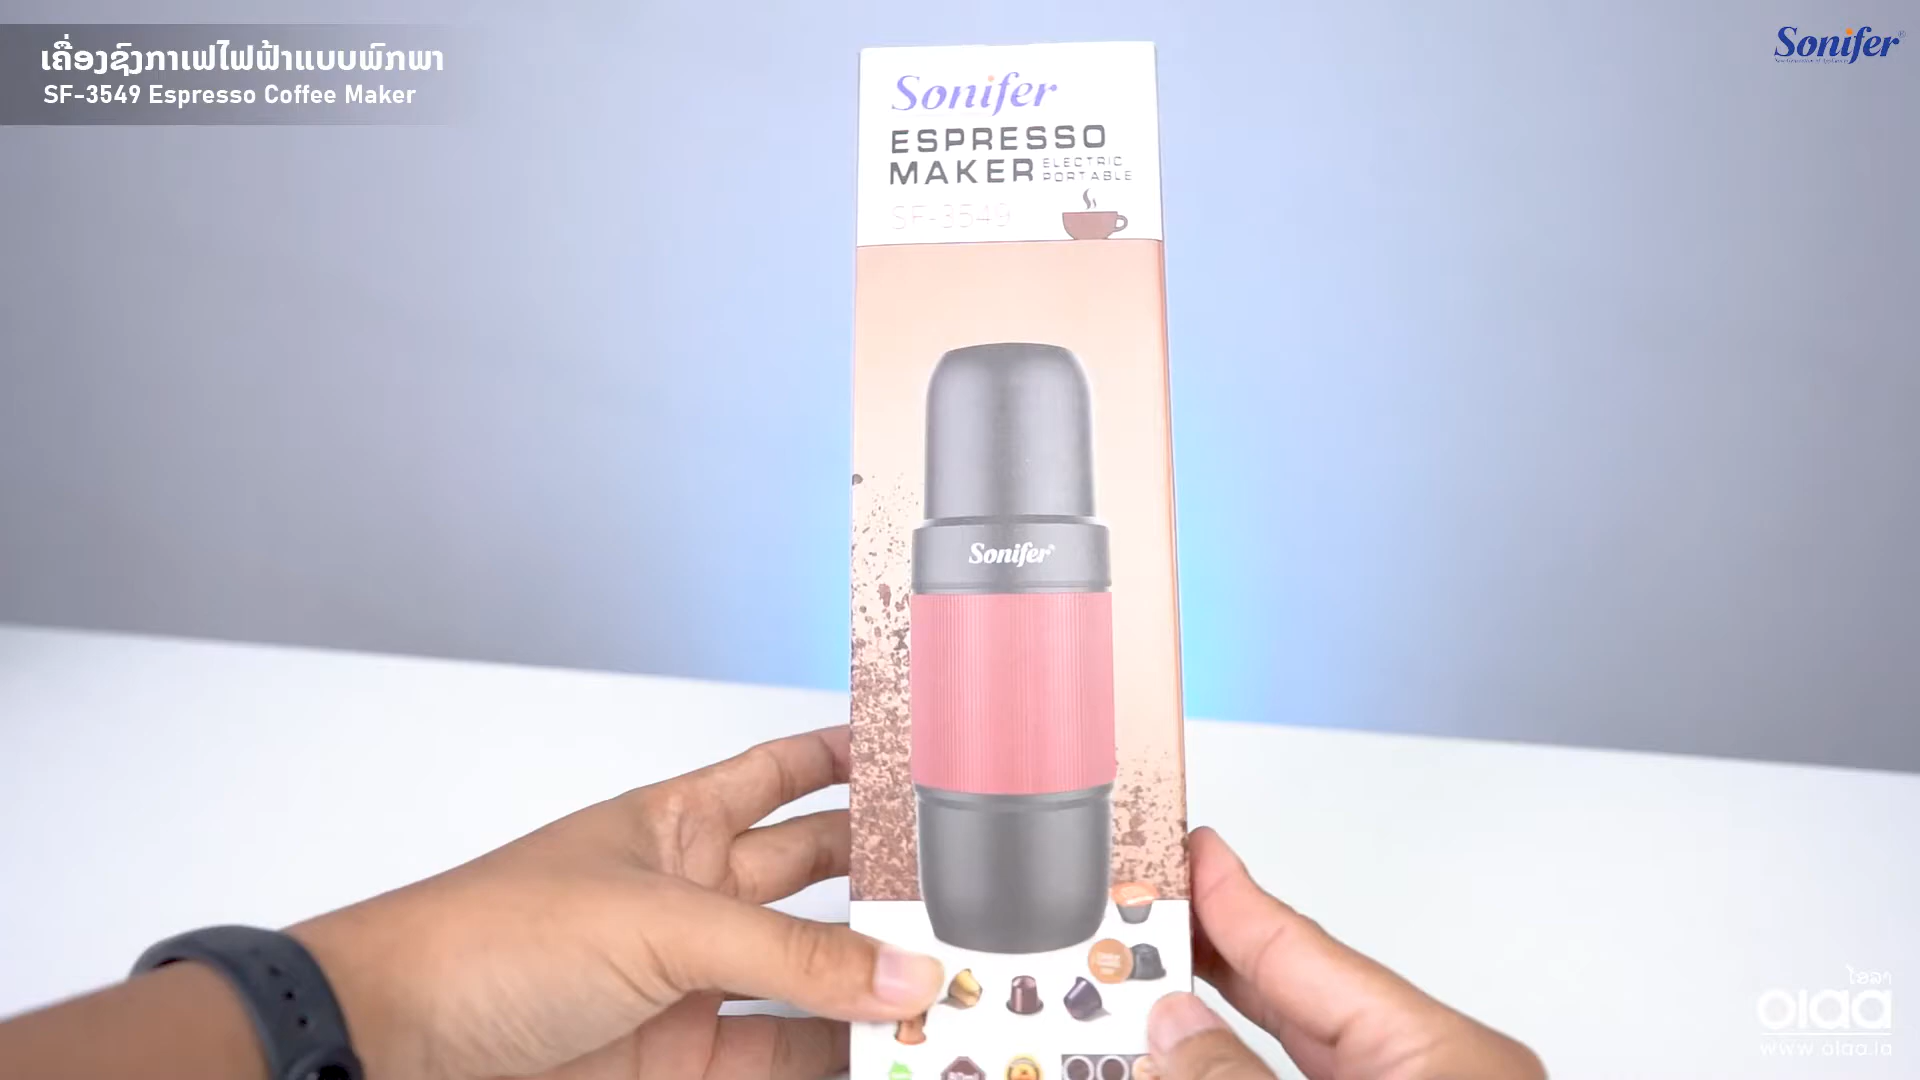 ເຄື່ອງຊົງກາເຟໄຟຟ້າແບບພົກພາ
SF-3549 Espresso Coffee Maker
Sonifer
Sonifer
ESPRESSO
MAKER ELECTRIC PORTABLE
SF-3549
Sonifer
ໂອລາ
olaa
www olaa.la